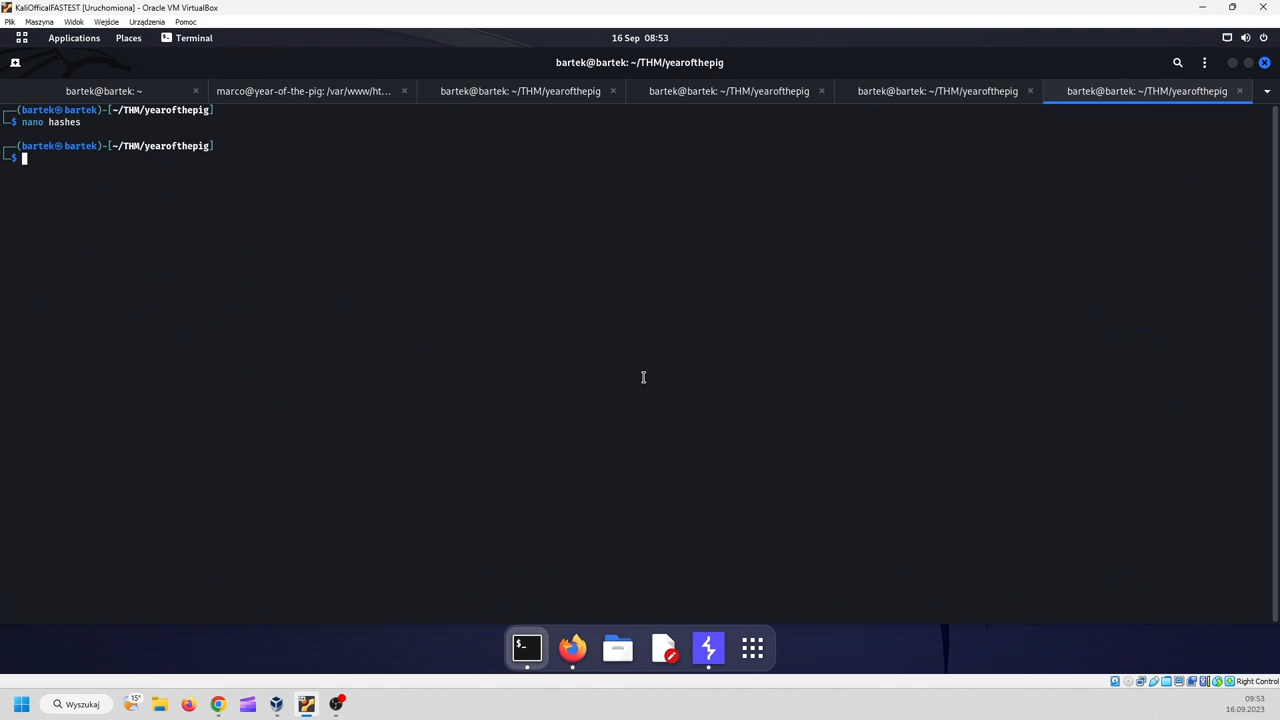 KaliOfficalFASTEST [Uruchomiona] - Oracle VM VirtualBox
Plik Maszyna Widok Wejście Urządzenia Pomoc
Applications Places Terminal 16 Sep 08:53
bartek@bartek: ~/THM/yearofthepig
bartek@bartek: ~ marco@year-of-the-pig: /var/www/ht... bartek@bartek: ~/THM/yearofthepig bartek@bartek: ~/THM/yearofthepig bartek@bartek: ~/THM/yearofthepig bartek@bartek: ~/THM/yearofthepig
(bartek㉿bartek)-[~/THM/yearofthepig]
$ nano hashes
(bartek㉿bartek)-[~/THM/yearofthepig]
$
Right Control
15° Wyszukaj 09:53
16.09.2023